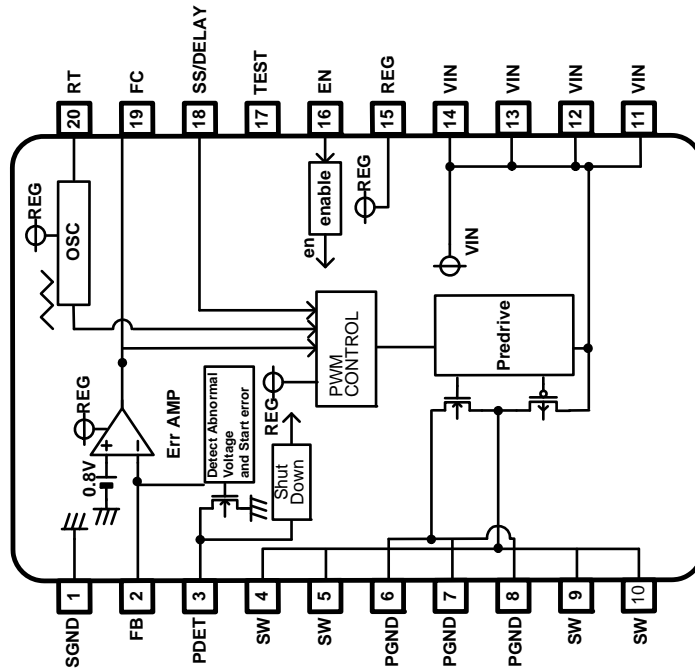 RT
FC
SS/DELAY
TEST
EN
REG
VIN
VIN
VIN
VIN
20
19
18
17
16
15
14
13
12
11
REG
OSC
en
enable
REG
VIN
REG
0.8V
+
−
Err AMP
Detect Abnormal
Voltage
and Start error
REG
PWM
CONTROL
Predrive
Shut
Down
1
2
3
4
5
6
7
8
9
10
SGND
FB
PDET
SW
SW
PGND
PGND
PGND
SW
SW